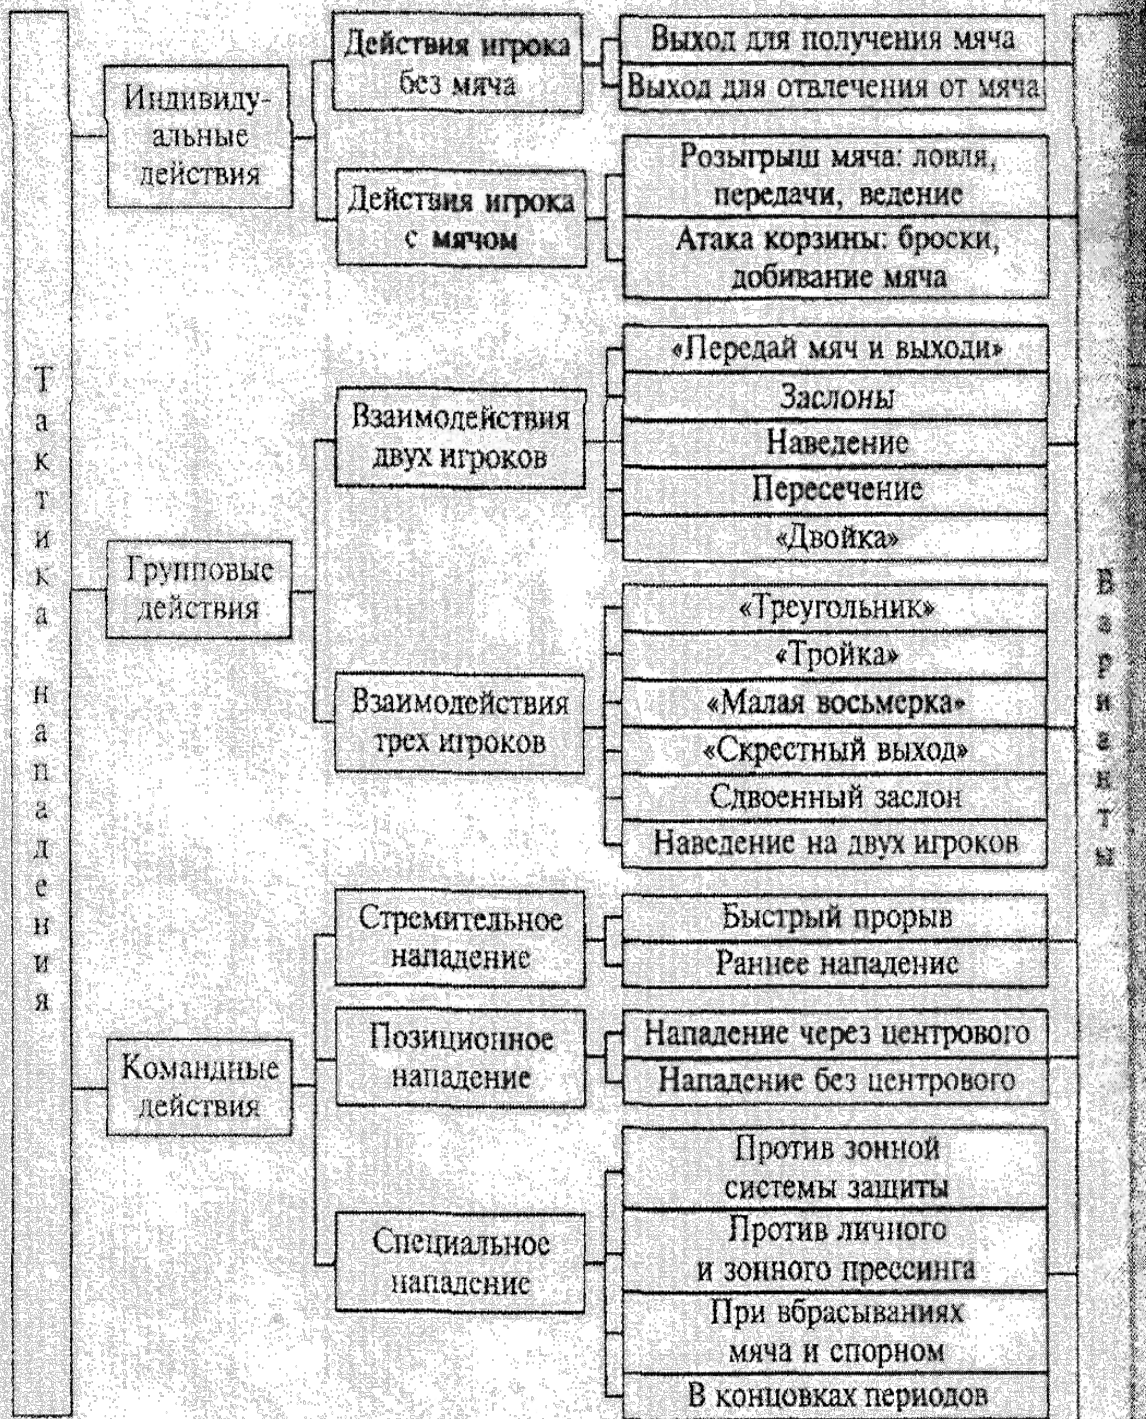 Тактика нападения
Индивиду-
альные
действия
Действия игрока
без мяча
Выход для получения мяча
Выход для отвлечения от мяча
Действия игрока
с мячом
Розыгрыш мяча: ловля,
передачи, ведение
Атака корзины: броски,
добивание мяча
Групповые
действия
Взаимодействия
двух игроков
«Передай мяч и выходи»
Заслоны
Наведение
Пересечение
«Двойка»
Взаимодействия
трех игроков
«Треугольник»
«Тройка»
«Малая восьмерка»
«Скрестный выход»
Сдвоенный заслон
Наведение на двух игроков
Командные
действия
Стремительное
нападение
Быстрый прорыв
Раннее нападение
Позиционное
нападение
Нападение через центрового
Нападение без центрового
Специальное
нападение
Против зонной
системы защиты
Против личного
и зонного прессинга
При вбрасываниях
мяча и спорном
В концовках периодов
Варианты